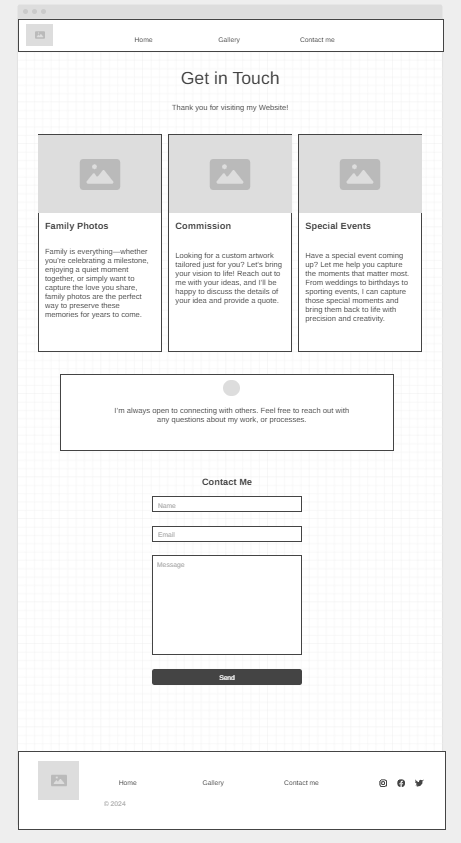 Home Gallery Contact me
Get in Touch
Thank you for visiting my Website!
Family Photos
Family is everything—whether
you're celebrating a milestone,
enjoying a quiet moment
together, or simply want to
capture the love you share,
family photos are the perfect
way to preserve these
memories for years to come.
Commission
Looking for a custom artwork
tailored just for you? Let's bring
your vision to life! Reach out to
me with your ideas, and I'll be
happy to discuss the details of
your idea and provide a quote.
Special Events
Have a special event coming
up? Let me help you capture
the moments that matter most.
From weddings to birthdays to
sporting events, I can capture
those special moments and
bring them back to life with
precision and creativity.
I'm always open to connecting with others. Feel free to reach out with
any questions about my work, or processes.
Contact Me
Name
Email
Message
Send
Home Gallery Contact me
© 2024